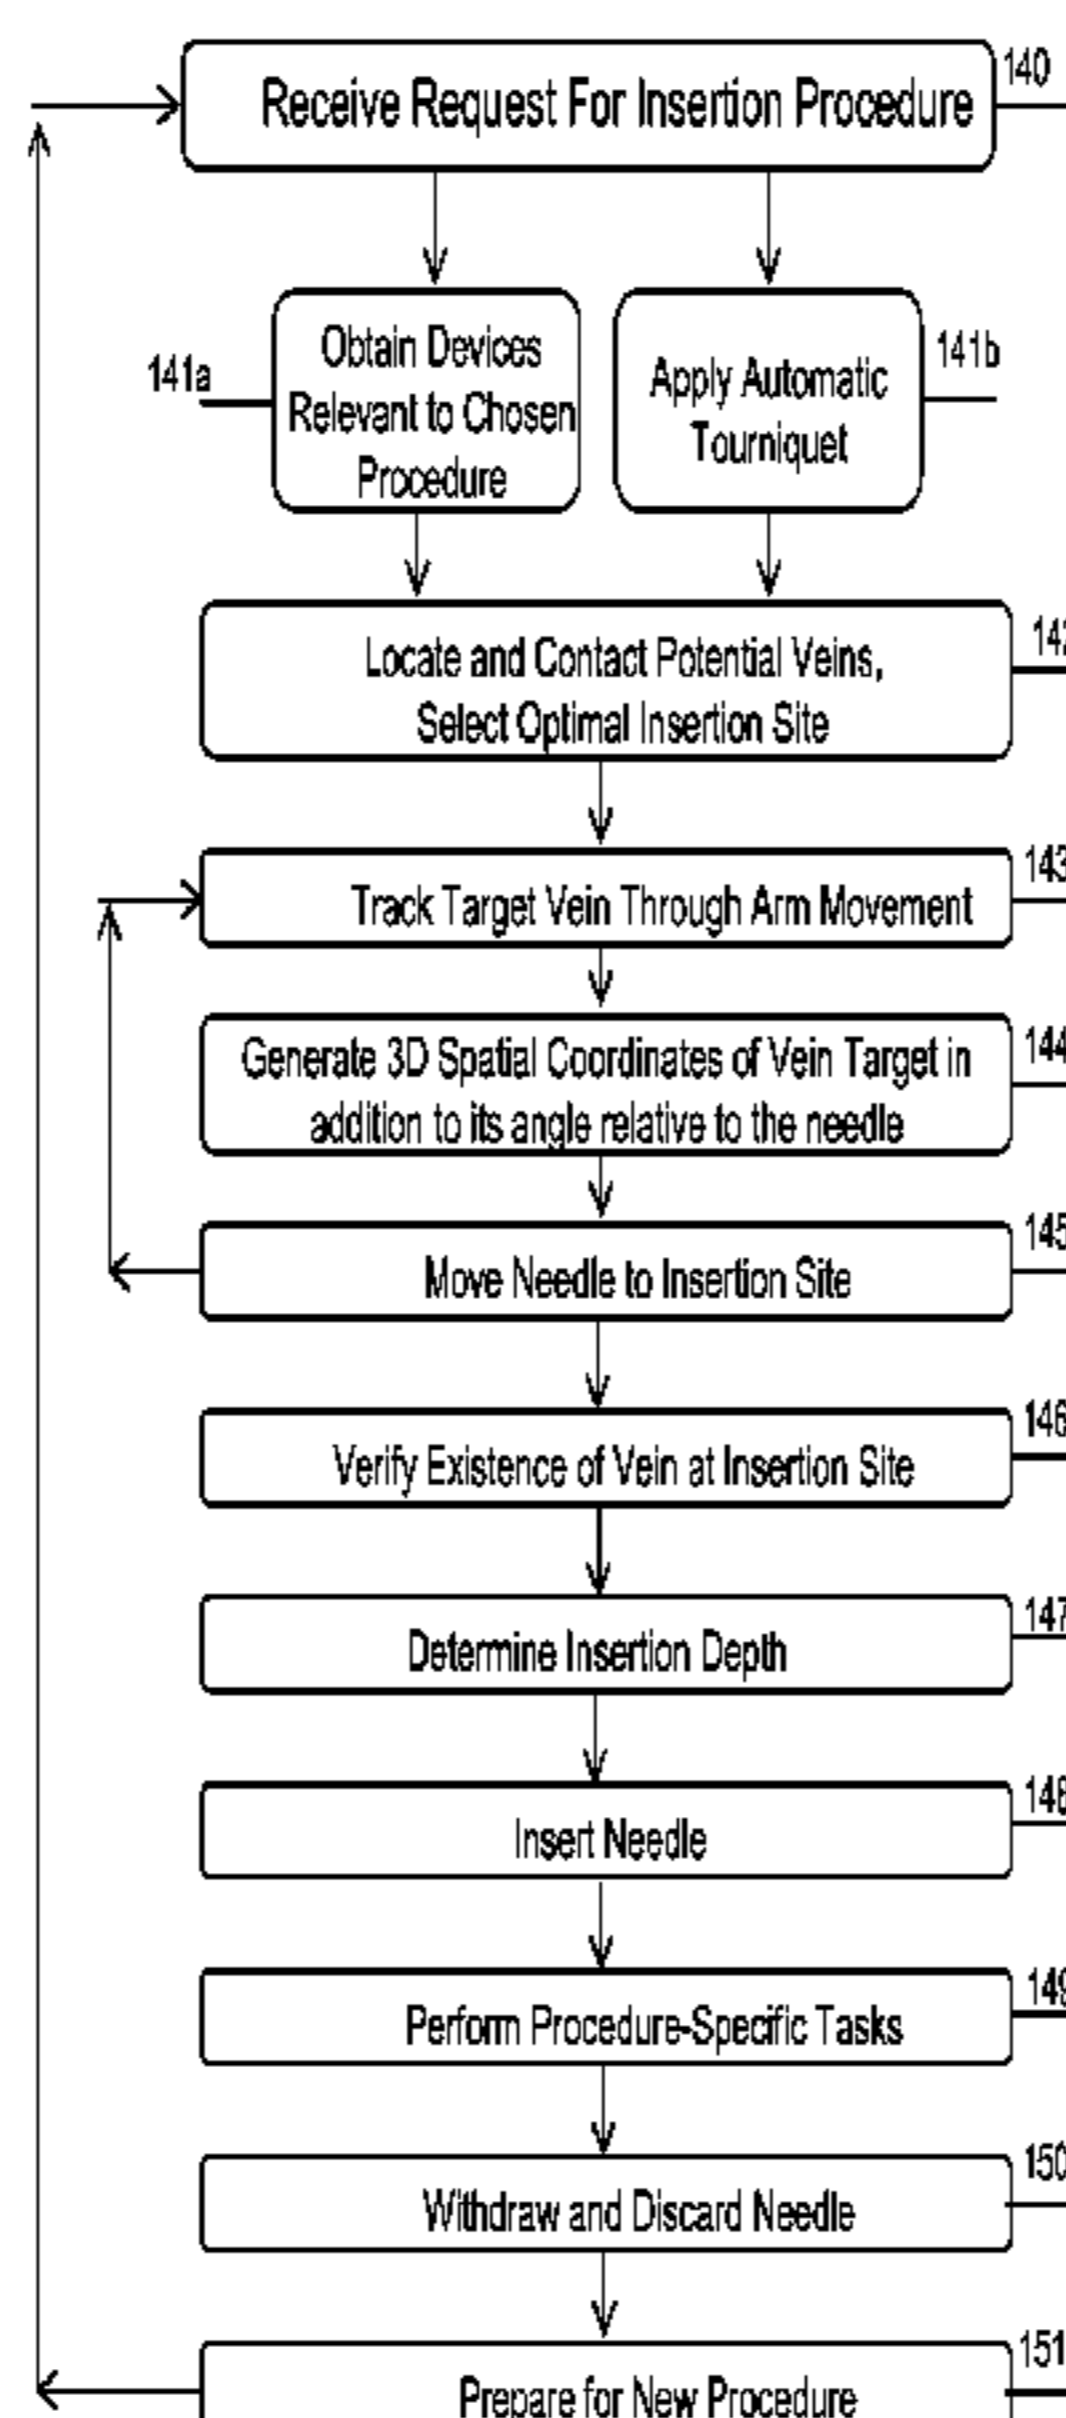 140
Receive Request For Insertion Procedure
141a
Obtain Devices
Relevant to Chosen
Procedure
Apply Automatic
Tourniquet
141b
Locate and Contact Potential Veins,
Select Optimal Insertion Site
142
Track Target Vein Through Arm Movement
143
Generate 3D Spatial Coordinates of Vein Target in
addition to its angle relative to the needle
144
Move Needle to Insertion Site
145
Verify Existence of Vein at Insertion Site
146
Determine Insertion Depth
147
Insert Needle
148
Perform Procedure-Specific Tasks
149
Withdraw and Discard Needle
150
Prepare for New Procedure
151